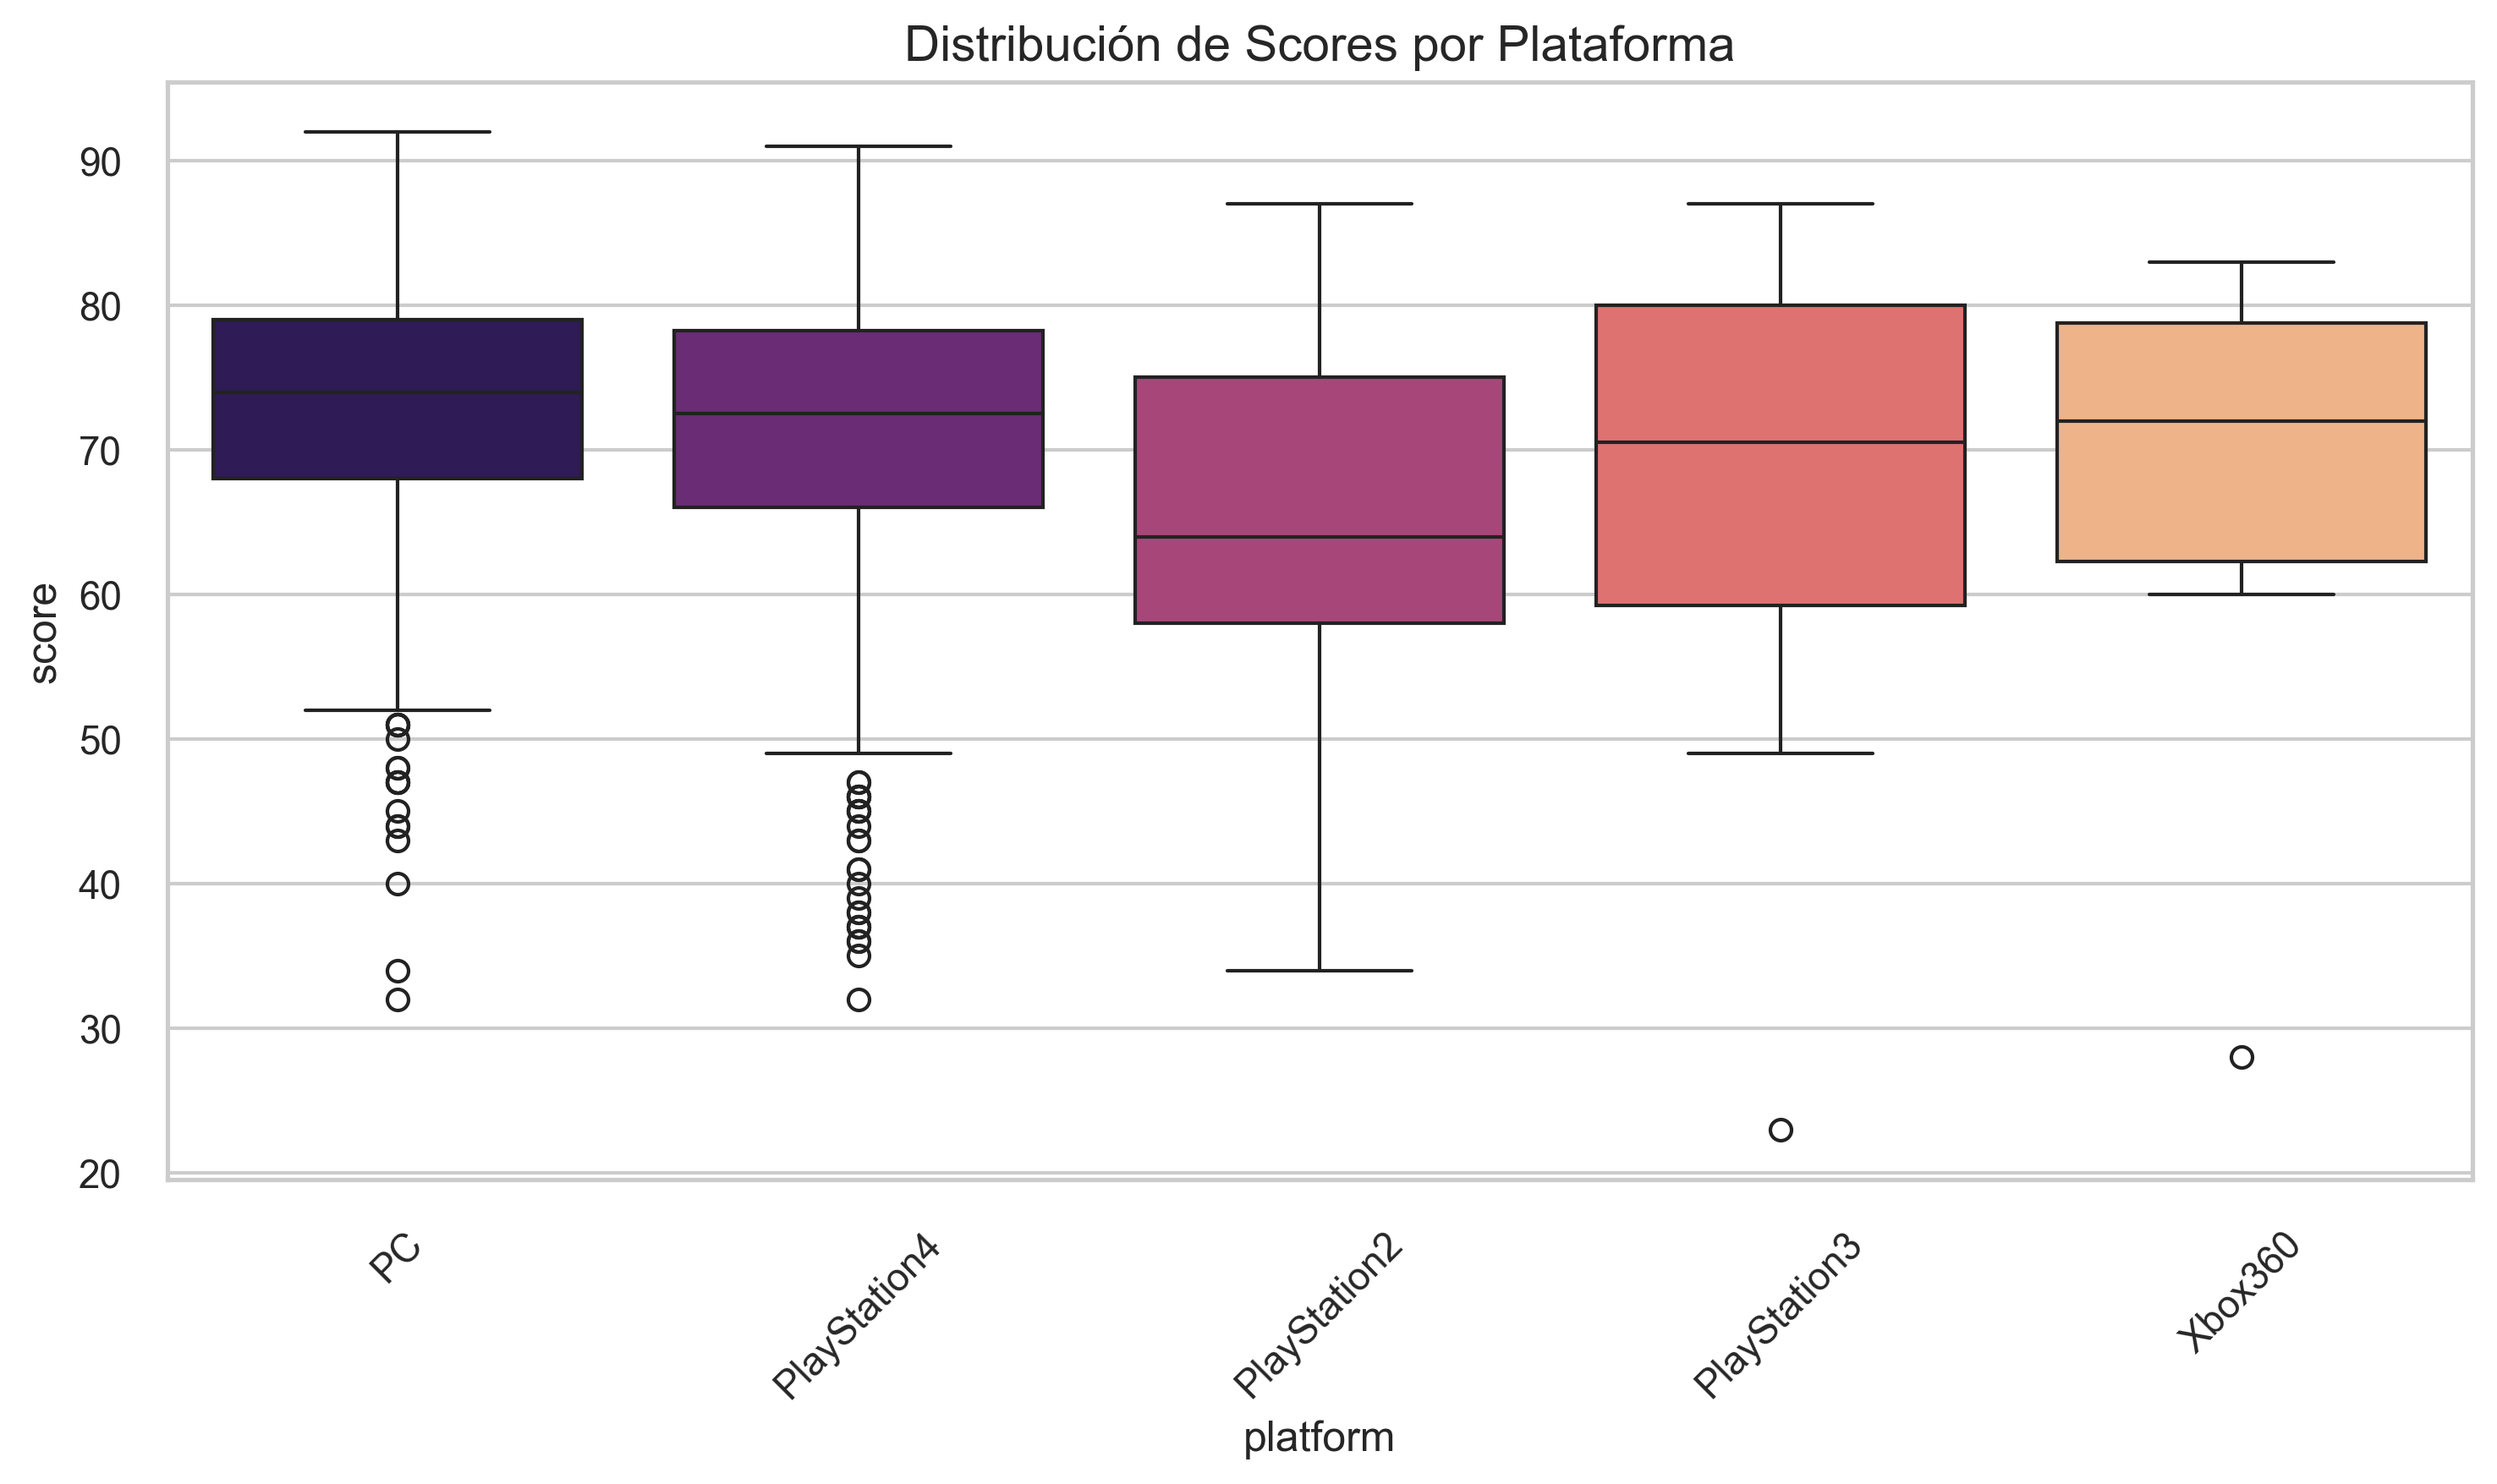 Distribución de Scores por Plataforma
90
80
70
60
50
40
30
20
score
PC
PlayStation4
PlayStation2
PlayStation3
Xbox360
platform